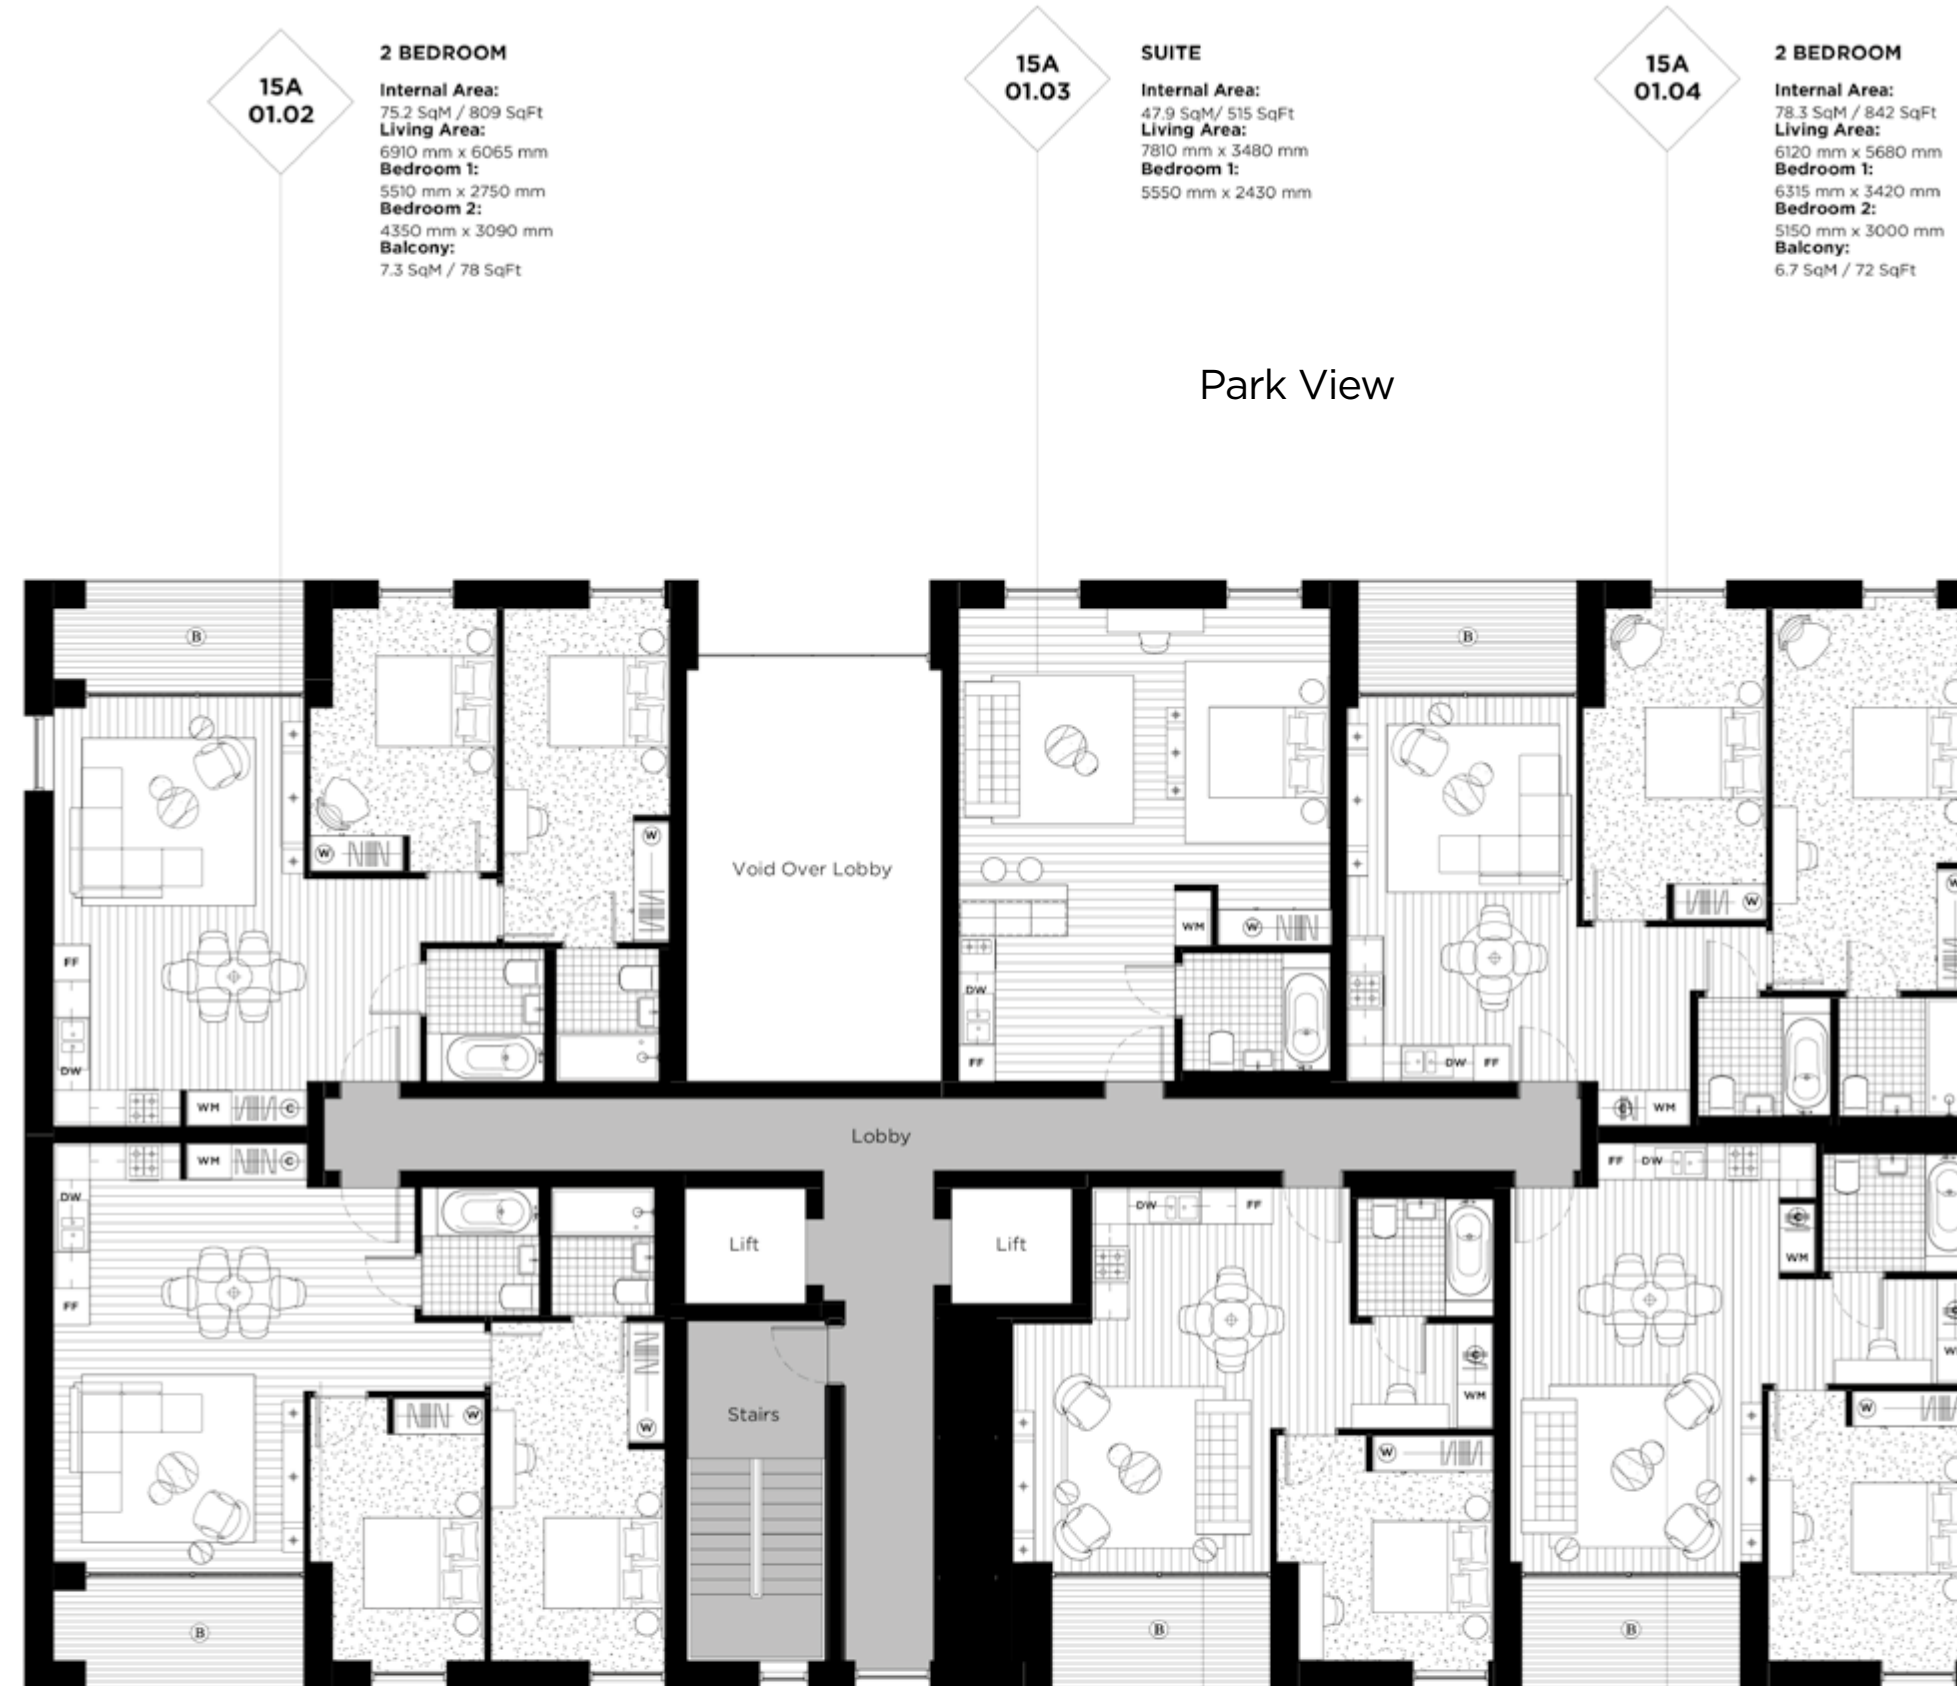 15A
01.02
2 BEDROOM
Internal Area:
75.2 SqM / 809 SqFt
Living Area:
6910 mm x 6065 mm
Bedroom 1:
5510 mm x 2750 mm
Bedroom 2:
4350 mm x 3090 mm
Balcony:
7.3 SqM / 78 SqFt
15A
01.03
SUITE
Internal Area:
47.9 SqM/ 515 SqFt
Living Area:
7810 mm x 3480 mm
Bedroom 1:
5550 mm x 2430 mm
15A
01.04
2 BEDROOM
Internal Area:
78.3 SqM / 842 SqFt
Living Area:
6120 mm x 5680 mm
Bedroom 1:
6315 mm x 3420 mm
Bedroom 2:
5150 mm x 3000 mm
Balcony:
6.7 SqM / 72 SqFt
Park View
B
B
W
W
Void Over Lobby
W
W
WM
W
FF
DW
FF
DW
DW
FF
WM
C
C
WM
Lobby
WM
C
FF
DW
DW
DW
FF
C
WM
Lift
Lift
FF
C
WM
C
W
W
Stairs
W
W
W
B
B
B